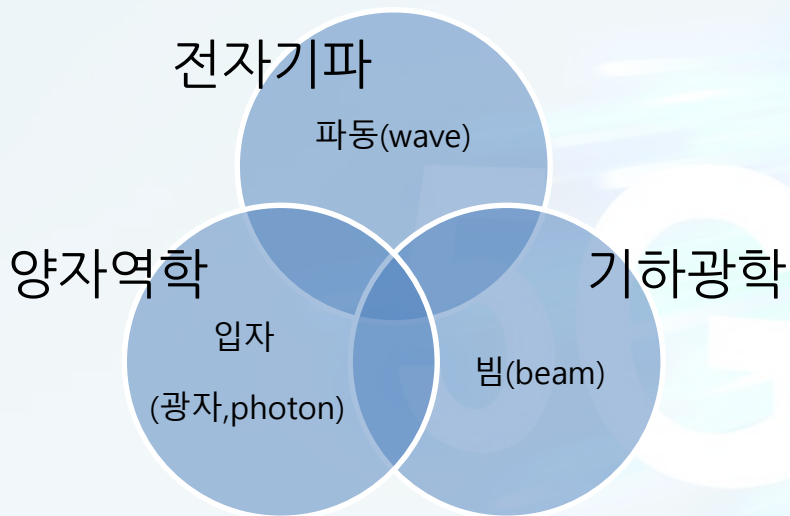 전자기파
파동(wave)
양자역학
기하광학
입자
(광자,photon)
빔(beam)
5G